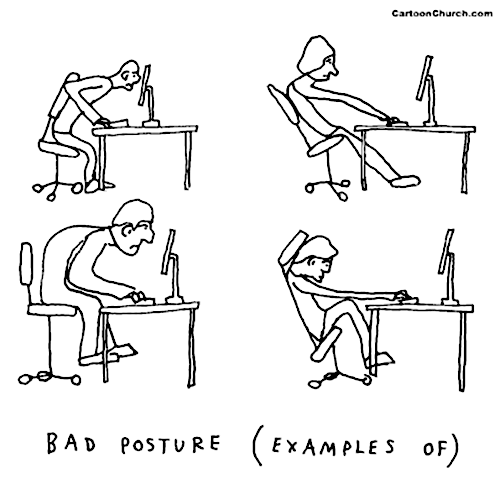 CartoonChurch.com
BAD POSTURE (EXAMPLES OF)